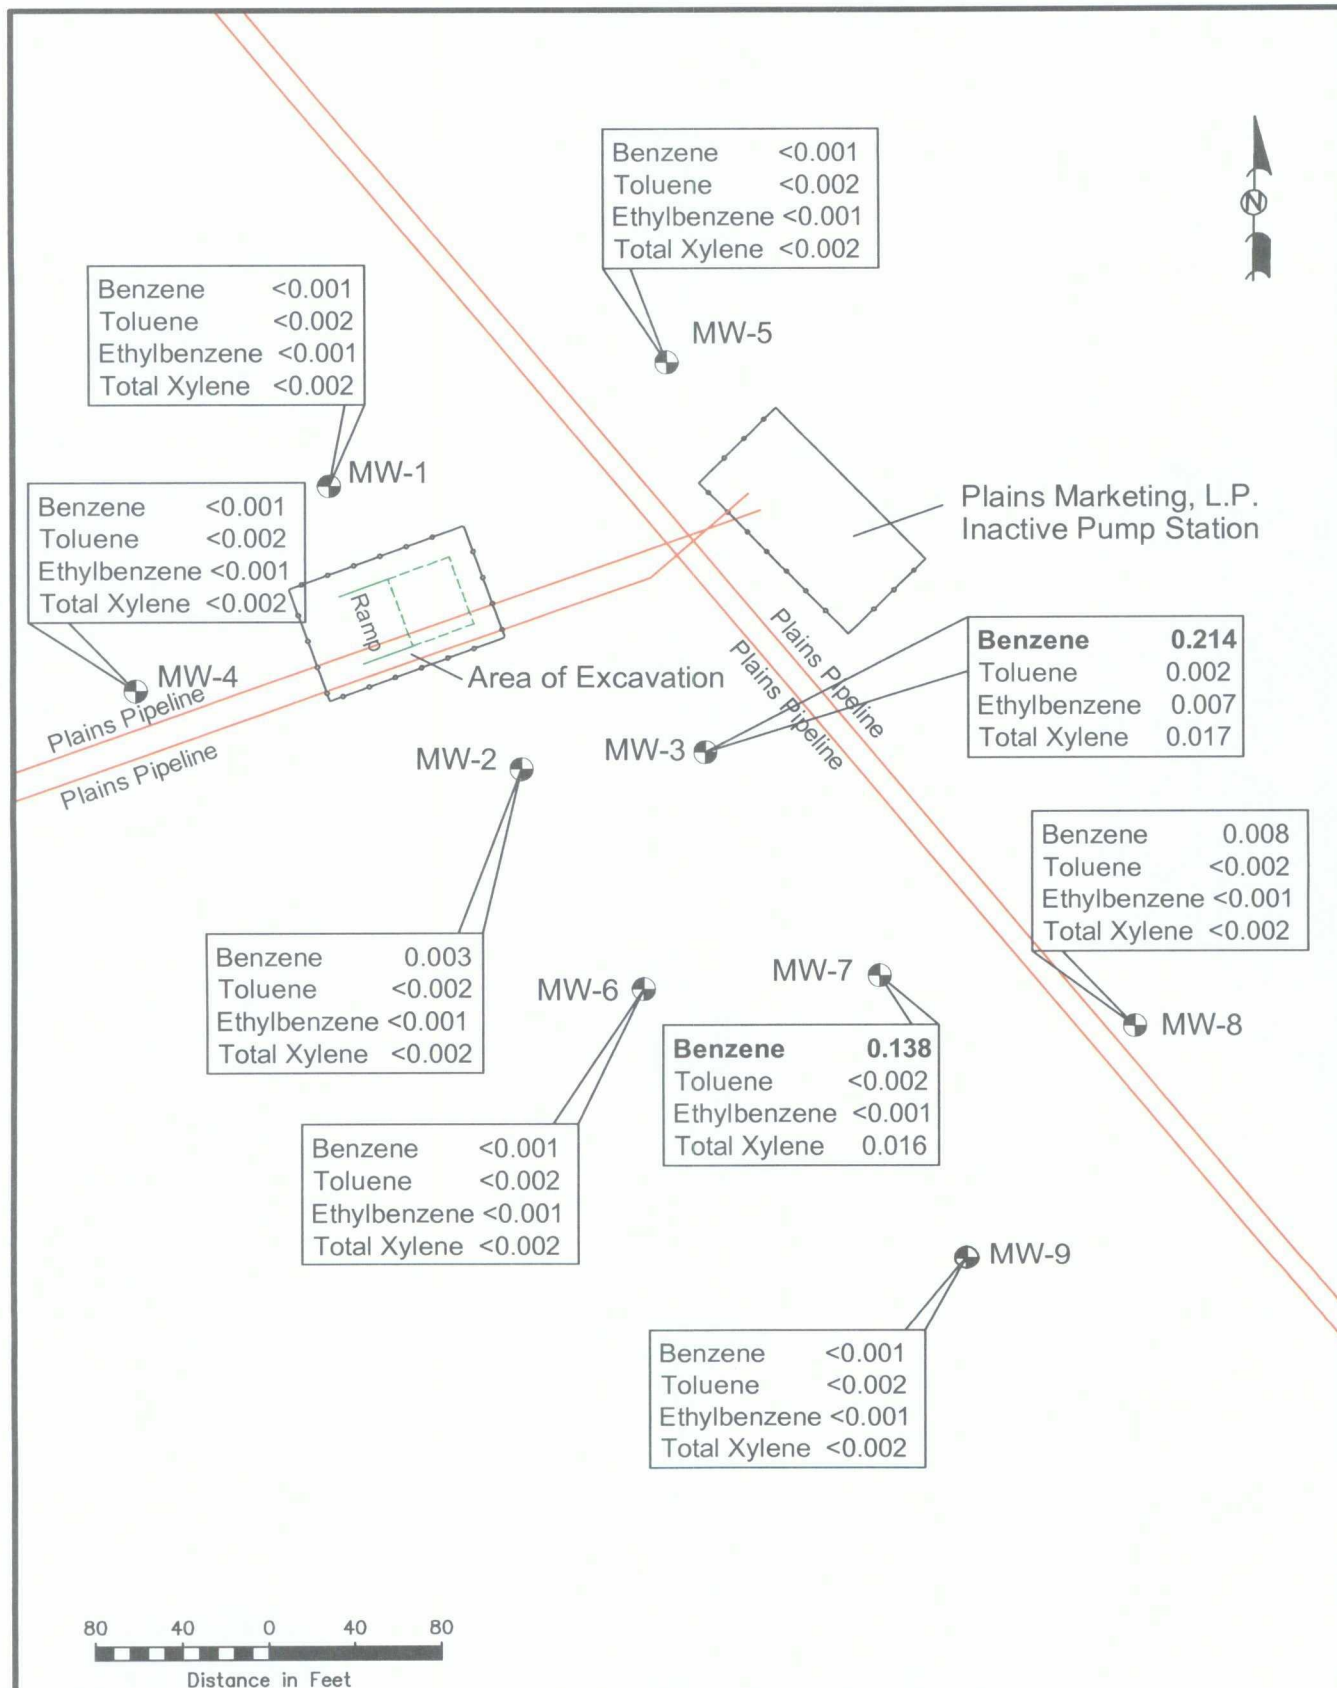 Benzene <0.001
Toluene <0.002
Ethylbenzene <0.001
Total Xylene <0.002
MW-5
N
Benzene <0.001
Toluene <0.002
Ethylbenzene <0.001
Total Xylene <0.002
MW-1
Plains Marketing, L.P.
Inactive Pump Station
Benzene <0.001
Toluene <0.002
Ethylbenzene <0.001
Total Xylene <0.002
MW-4
Ramp
Area of Excavation
Plains Pipeline
Plains Pipeline
Plains Pipeline
Plains Pipeline
Benzene 0.214
Toluene 0.002
Ethylbenzene 0.007
Total Xylene 0.017
MW-3
MW-2
Benzene 0.008
Toluene <0.002
Ethylbenzene <0.001
Total Xylene <0.002
MW-8
Benzene 0.003
Toluene <0.002
Ethylbenzene <0.001
Total Xylene <0.002
MW-6
MW-7
Benzene 0.138
Toluene <0.002
Ethylbenzene <0.001
Total Xylene 0.016
Benzene <0.001
Toluene <0.002
Ethylbenzene <0.001
Total Xylene <0.002
MW-9
Benzene <0.001
Toluene <0.002
Ethylbenzene <0.001
Total Xylene <0.002
80 40 0 40 80
Distance in Feet